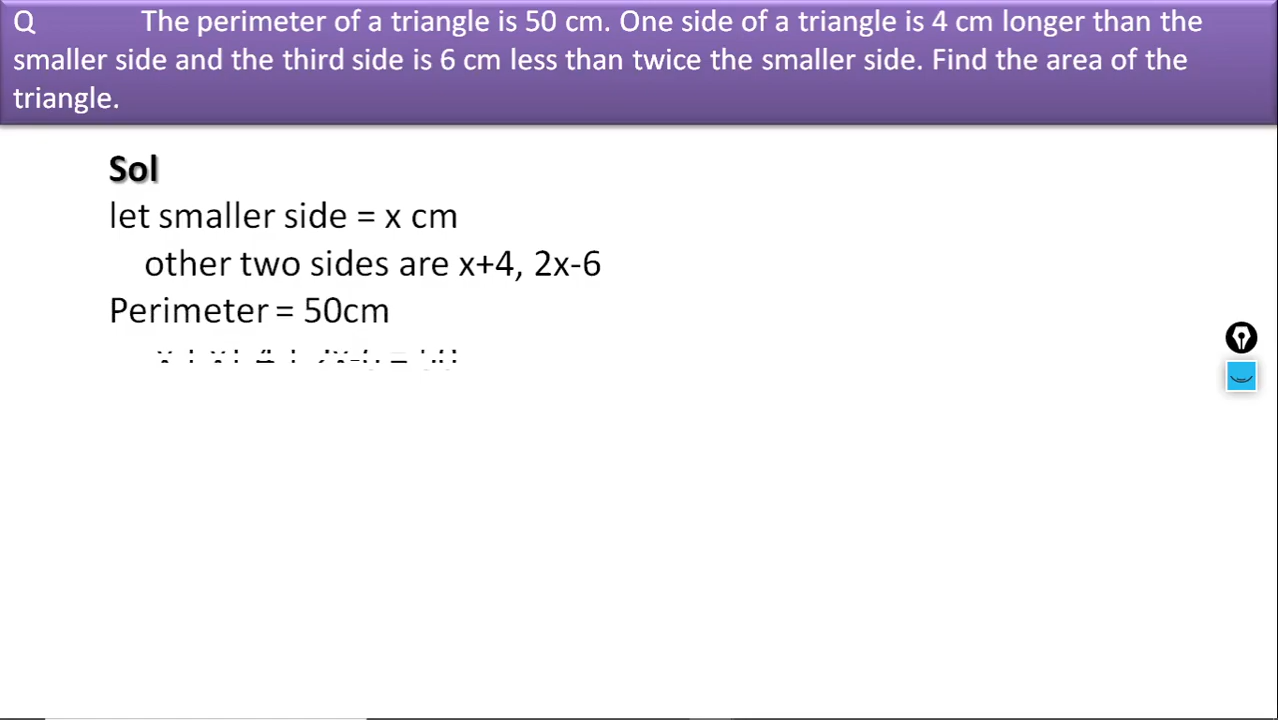 Q The perimeter of a triangle is 50 cm. One side of a triangle is 4 cm longer than the
smaller side and the third side is 6 cm less than twice the smaller side. Find the area of the
triangle.
Sol
let smaller side = x cm
other two sides are x+4, 2x-6
Perimeter = 50cm